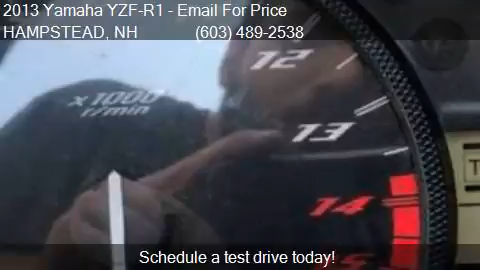 2013 Yamaha YZF-R1 - Email For Price
HAMPSTEAD, NH (603) 489-2538
12
x 1000
r/min
13
14
Schedule a test drive today!